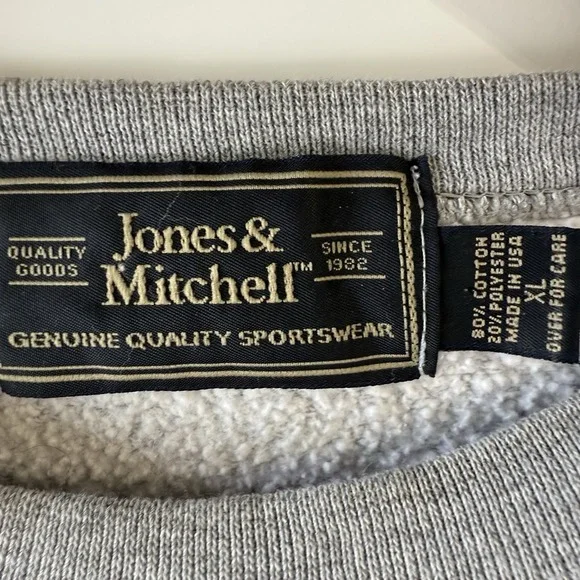 QUALITY
GOODS
Jones &
Mitchell™
SINCE
1982
GENUINE QUALITY SPORTSWEAR
80% COTTON
20% POLYESTER
MADE IN USA
XL
OVER FOR CARE